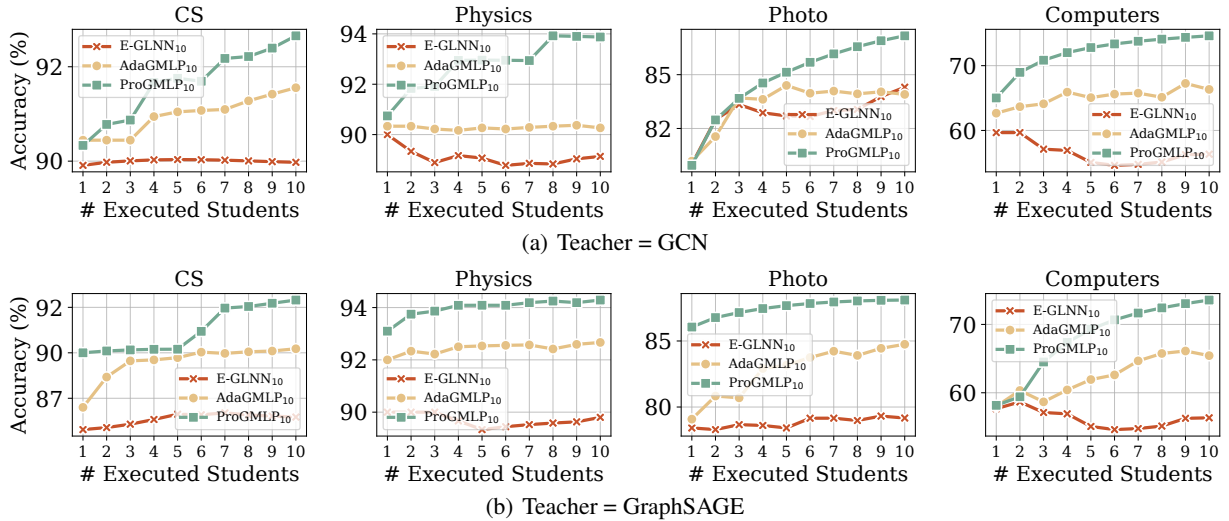 CS Physics Photo Computers
Accuracy (%)
92
90
E-GLNN10
AdaGMLP10
ProGMLP10
1 2 3 4 5 6 7 8 9 10
# Executed Students
94
92
90
E-GLNN10
AdaGMLP10
ProGMLP10
1 2 3 4 5 6 7 8 9 10
# Executed Students
85
82
E-GLNN10
AdaGMLP10
ProGMLP10
1 2 3 4 5 6 7 8 9 10
# Executed Students
70
60
E-GLNN10
AdaGMLP10
ProGMLP10
1 2 3 4 5 6 7 8 9 10
# Executed Students
(a) Teacher = GCN
CS Physics Photo Computers
Accuracy (%)
92
90
87
E-GLNN10
AdaGMLP10
ProGMLP10
1 2 3 4 5 6 7 8 9 10
# Executed Students
94
92
90
E-GLNN10
AdaGMLP10
ProGMLP10
1 2 3 4 5 6 7 8 9 10
# Executed Students
85
80
E-GLNN10
AdaGMLP10
ProGMLP10
1 2 3 4 5 6 7 8 9 10
# Executed Students
70
60
E-GLNN10
AdaGMLP10
ProGMLP10
1 2 3 4 5 6 7 8 9 10
# Executed Students
(b) Teacher = GraphSAGE